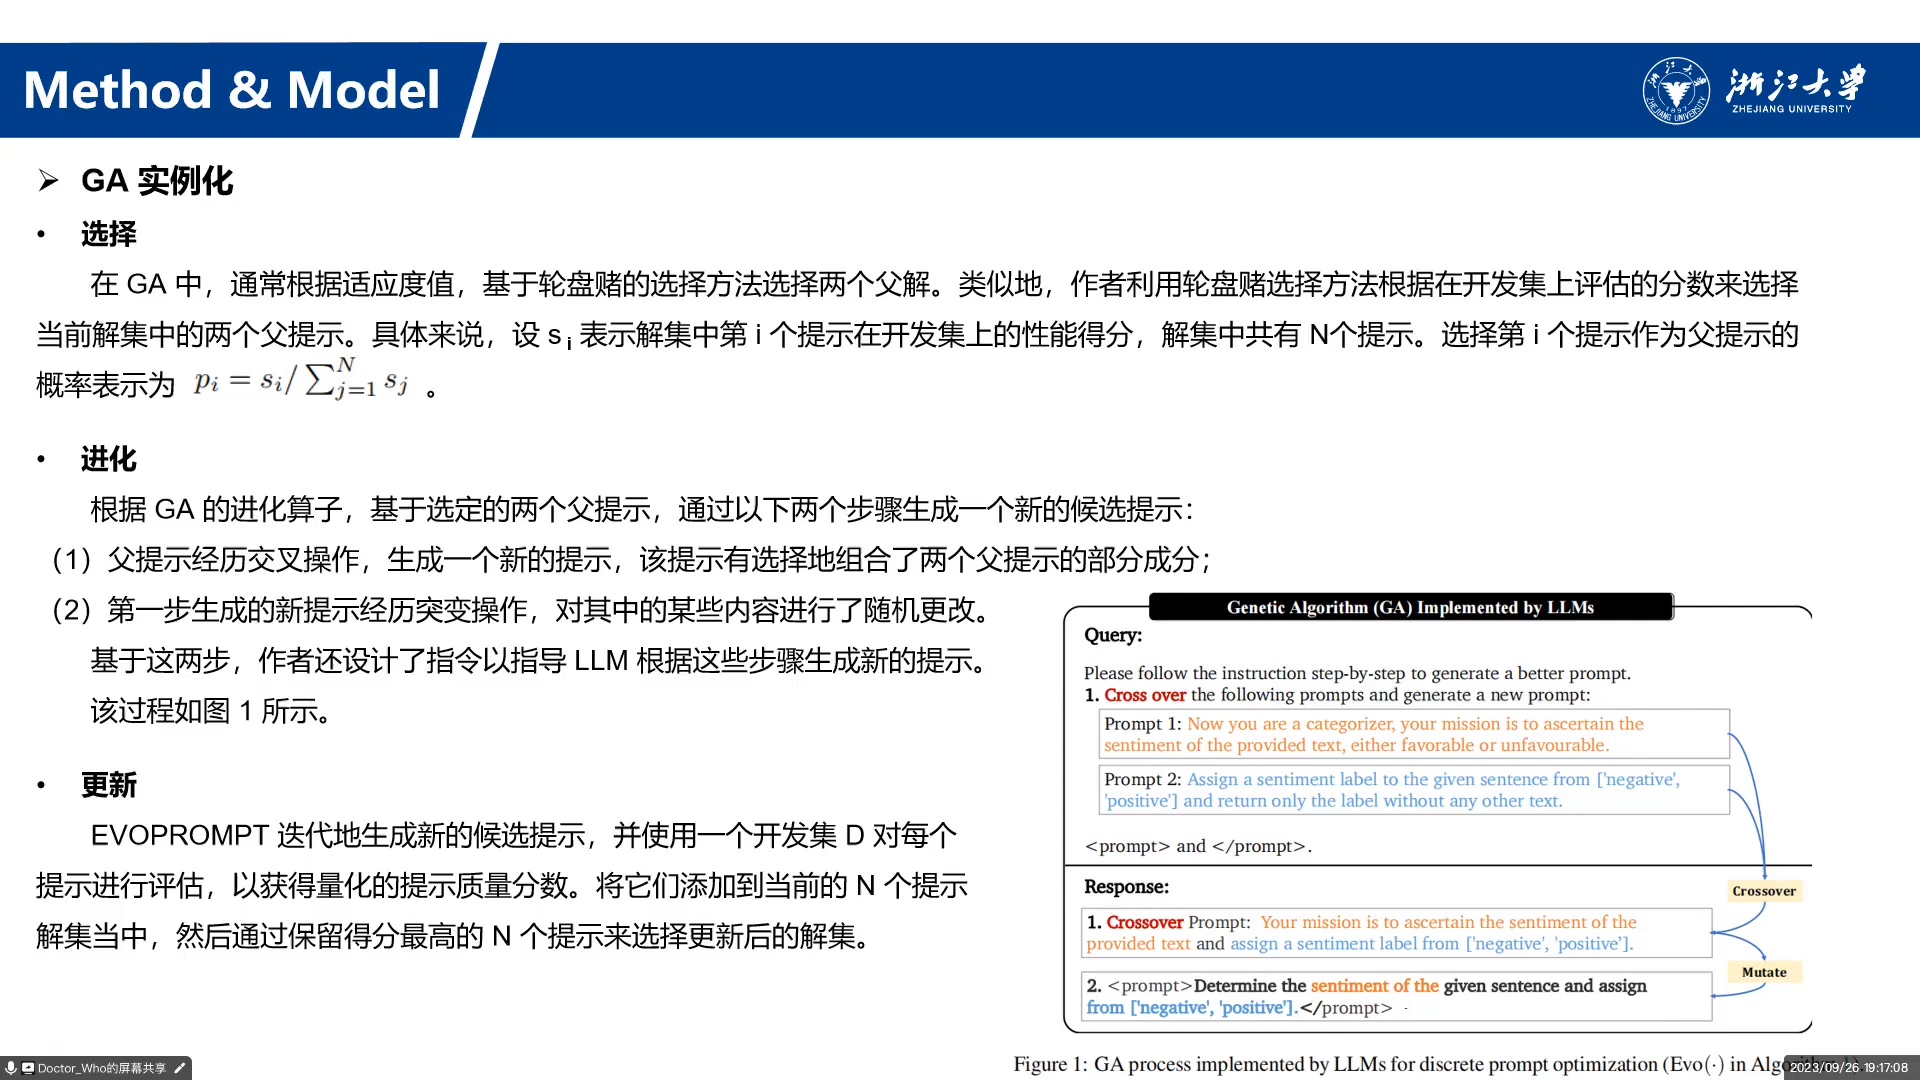 Method & Model
浙江大学
ZHEJIANG UNIVERSITY
GA 实例化
选择
在 GA 中，通常根据适应度值，基于轮盘赌的选择方法选择两个父解。类似地，作者利用轮盘赌选择方法根据在开发集上评估的分数来选择
当前解集中的两个父提示。具体来说，设 s i 表示解集中第 i 个提示在开发集上的性能得分，解集中共有 N个提示。选择第 i 个提示作为父提示的
概率表示为 p_i = s_i / ∑_{j=1}^{N} s_j 。
进化
根据 GA 的进化算子，基于选定的两个父提示，通过以下两个步骤生成一个新的候选提示：
（1）父提示经历交叉操作，生成一个新的提示，该提示有选择地组合了两个父提示的部分成分；
（2）第一步生成的新提示经历突变操作，对其中的某些内容进行了随机更改。
基于这两步，作者还设计了指令以指导 LLM 根据这些步骤生成新的提示。
该过程如图 1 所示。
更新
EVOPROMPT 迭代地生成新的候选提示，并使用一个开发集 D 对每个
提示进行评估，以获得量化的提示质量分数。将它们添加到当前的 N 个提示
解集当中，然后通过保留得分最高的 N 个提示来选择更新后的解集。
Genetic Algorithm (GA) Implemented by LLMs
Query:
Please follow the instruction step-by-step to generate a better prompt.
1. Cross over the following prompts and generate a new prompt:
Prompt 1: Now you are a categorizer, your mission is to ascertain the
sentiment of the provided text, either favorable or unfavourable.
Prompt 2: Assign a sentiment label to the given sentence from ['negative',
'positive'] and return only the label without any other text.
<prompt> and </prompt>.
Response:
Crossover
1. Crossover Prompt: Your mission is to ascertain the sentiment of the
provided text and assign a sentiment label from ['negative', 'positive'].
Mutate
2. <prompt>Determine the sentiment of the given sentence and assign
from ['negative', 'positive'].</prompt>
Figure 1: GA process implemented by LLMs for discrete prompt optimization (Evo(·) in
Doctor_Who的屏幕共享
2023/09/26 19:17:08